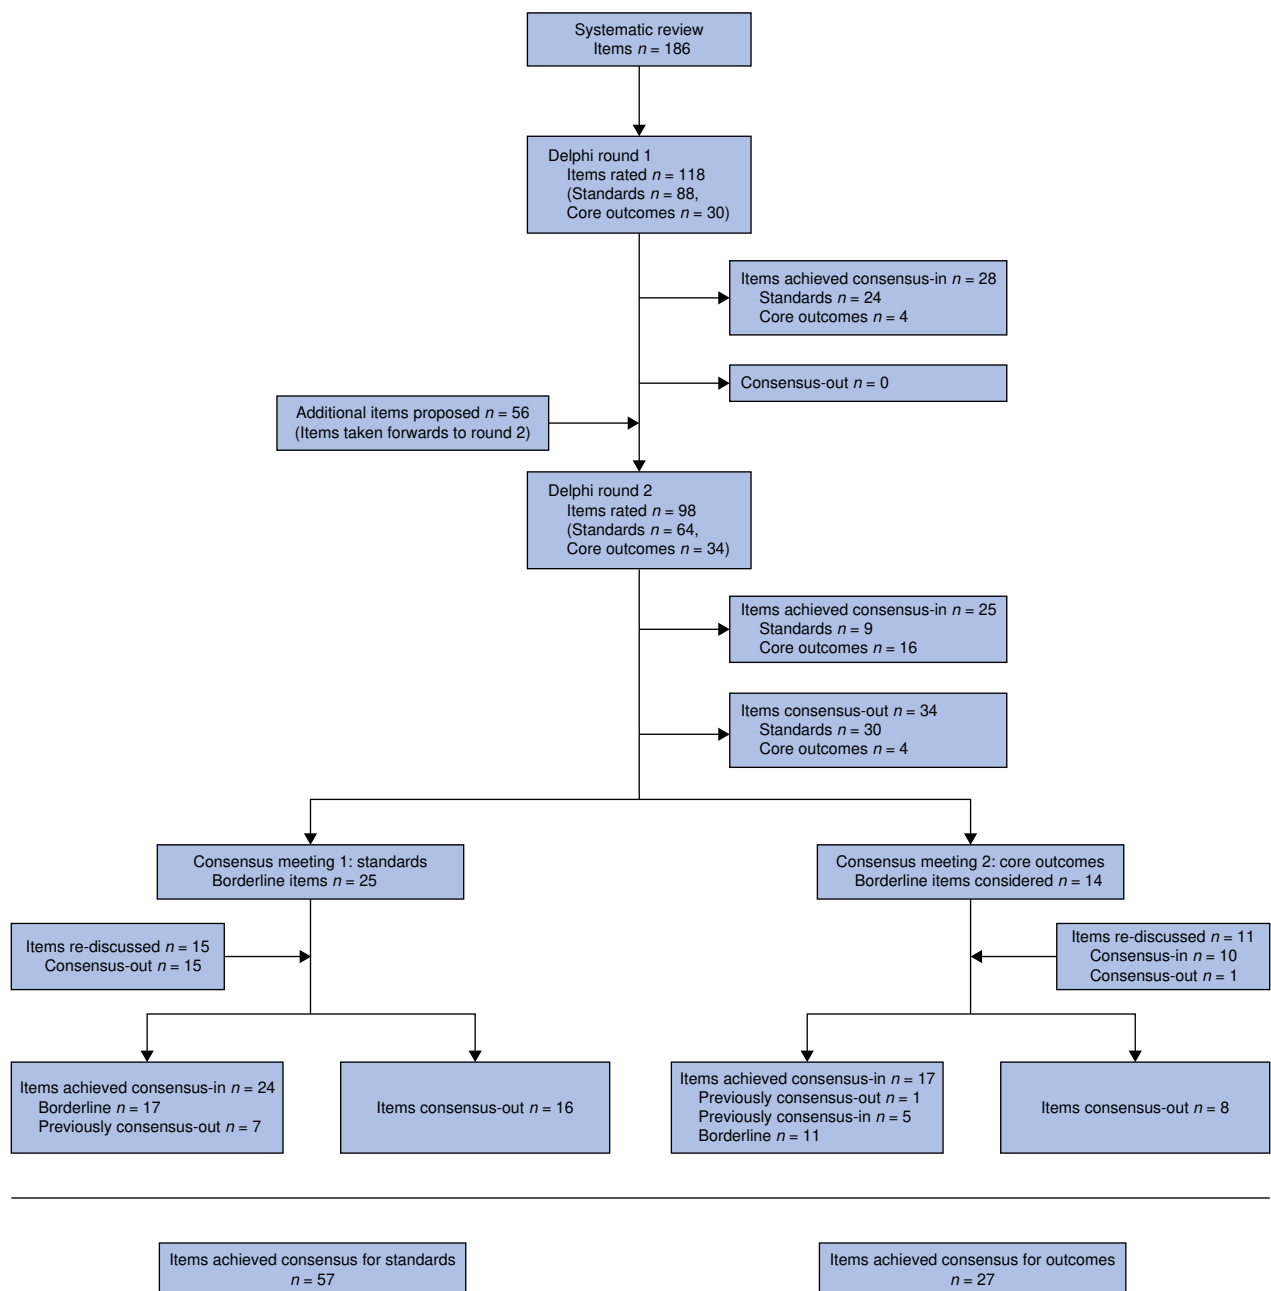 Systematic review
Items n = 186
Delphi round 1
Items rated n = 118
(Standards n = 88,
Core outcomes n = 30)
Items achieved consensus-in n = 28
Standards n = 24
Core outcomes n = 4
Consensus-out n = 0
Additional items proposed n = 56
(Items taken forwards to round 2)
Delphi round 2
Items rated n = 98
(Standards n = 64,
Core outcomes n = 34)
Items achieved consensus-in n = 25
Standards n = 9
Core outcomes n = 16
Items consensus-out n = 34
Standards n = 30
Core outcomes n = 4
Consensus meeting 1: standards
Borderline items n = 25
Consensus meeting 2: core outcomes
Borderline items considered n = 14
Items re-discussed n = 15
Consensus-out n = 15
Items re-discussed n = 11
Consensus-in n = 10
Consensus-out n = 1
Items achieved consensus-in n = 24
Borderline n = 17
Previously consensus-out n = 7
Items consensus-out n = 16
Items achieved consensus-in n = 17
Previously consensus-out n = 1
Previously consensus-in n = 5
Borderline n = 11
Items consensus-out n = 8
Items achieved consensus for standards
n = 57
Items achieved consensus for outcomes
n = 27